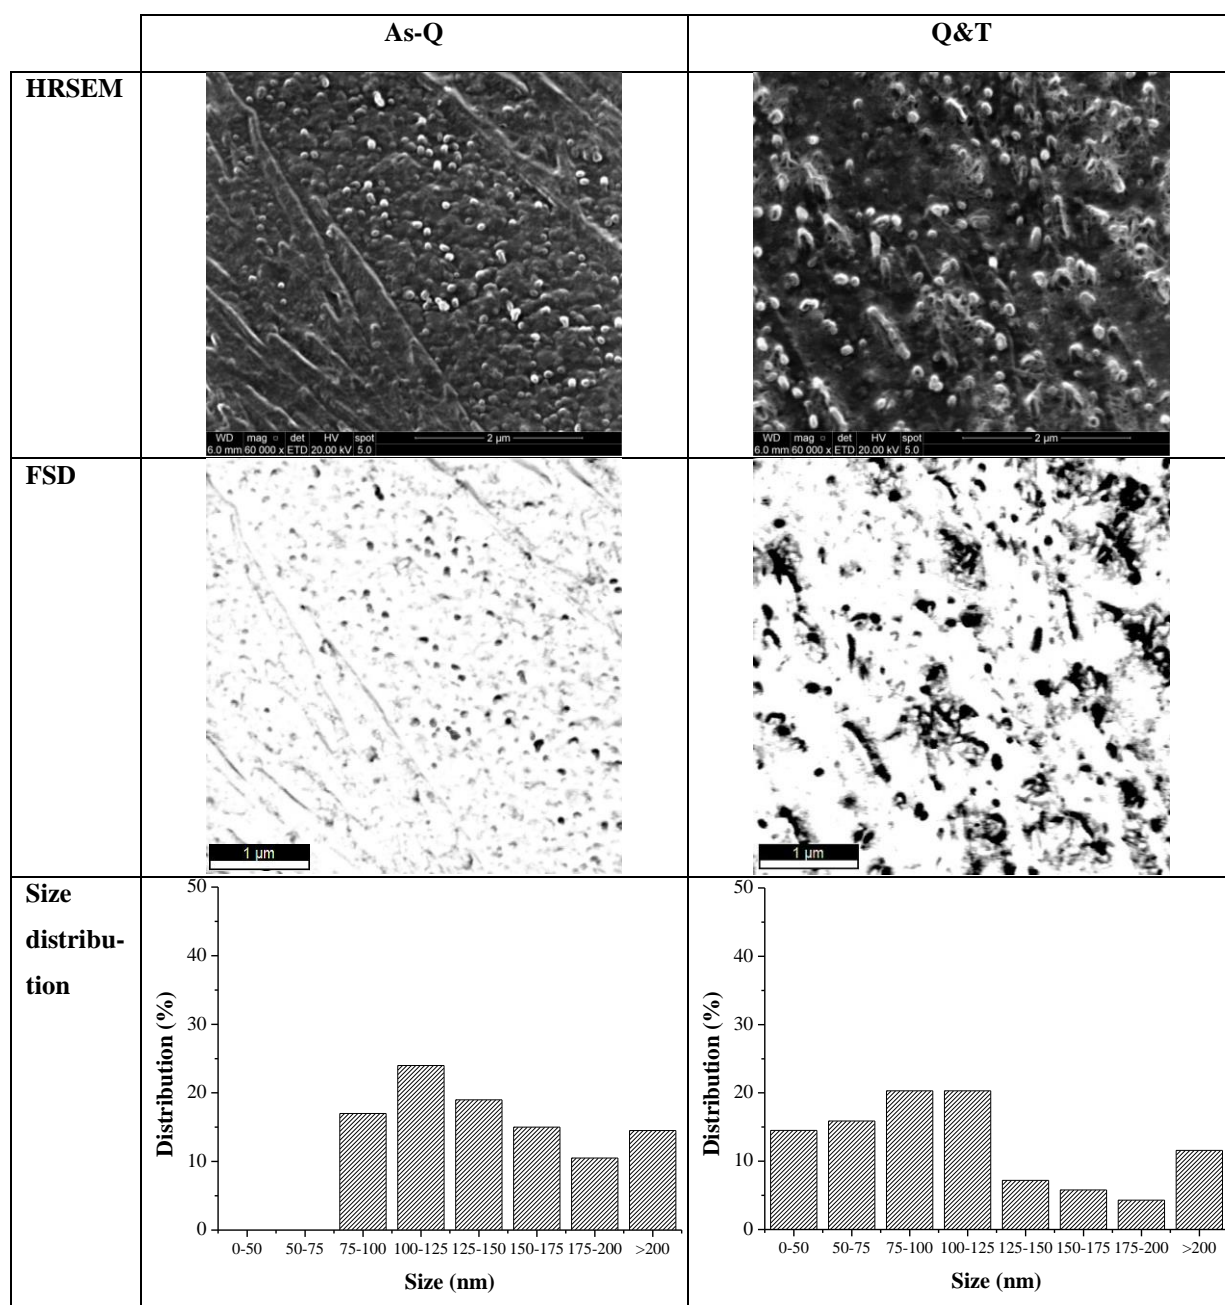 As-Q
Q&T
HRSEM
WD mag □ det HV spot
6.0 mm 60 000 x ETD 20.00 kV 5.0
2 µm
WD mag □ det HV spot
6.0 mm 60 000 x ETD 20.00 kV 5.0
2 µm
FSD
1 µm
1 µm
Size
distribu-
tion
50
40
30
20
10
0
Distribution (%)
0-50 50-75 75-100 100-125 125-150 150-175 175-200 >200
Size (nm)
50
40
30
20
10
0
Distribution (%)
0-50 50-75 75-100 100-125 125-150 150-175 175-200 >200
Size (nm)